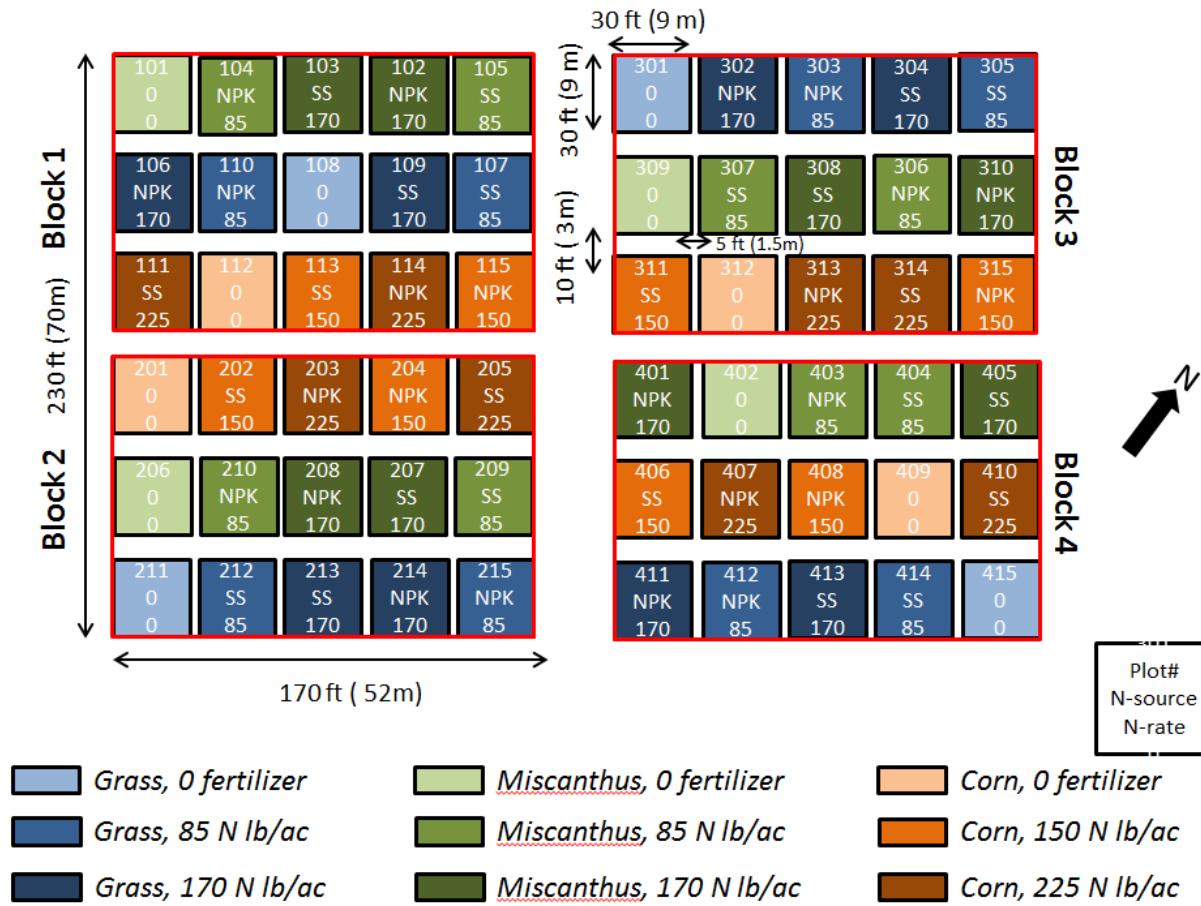 30 ft (9 m)
Block 1
101
0
0
104
NPK
85
103
SS
170
102
NPK
170
105
SS
85
106
NPK
170
110
NPK
85
108
0
0
109
SS
170
107
SS
85
111
SS
225
112
0
0
113
SS
150
114
NPK
225
115
NPK
150
30 ft (9 m)
10 ft ( 3m)
5 ft (1.5m)
Block 3
301
0
0
302
NPK
170
303
NPK
85
304
SS
170
305
SS
85
309
0
0
307
SS
85
308
SS
170
306
NPK
85
310
NPK
170
311
SS
150
312
0
0
313
NPK
225
314
SS
225
315
NPK
150
230 ft (70m)
Block 2
201
0
0
202
SS
150
203
NPK
225
204
NPK
150
205
SS
225
206
0
0
210
NPK
85
208
NPK
170
207
SS
170
209
SS
85
211
0
0
212
SS
85
213
SS
170
214
NPK
170
215
NPK
85
170 ft ( 52m)
N
Block 4
401
NPK
170
402
0
0
403
NPK
85
404
SS
85
405
SS
170
406
SS
150
407
NPK
225
408
NPK
150
409
0
0
410
SS
225
411
NPK
170
412
NPK
85
413
SS
170
414
SS
85
415
0
0
Plot#
N-source
N-rate
Grass, 0 fertilizer
Miscanthus, 0 fertilizer
Corn, 0 fertilizer
Grass, 85 N lb/ac
Miscanthus, 85 N lb/ac
Corn, 150 N lb/ac
Grass, 170 N lb/ac
Miscanthus, 170 N lb/ac
Corn, 225 N lb/ac